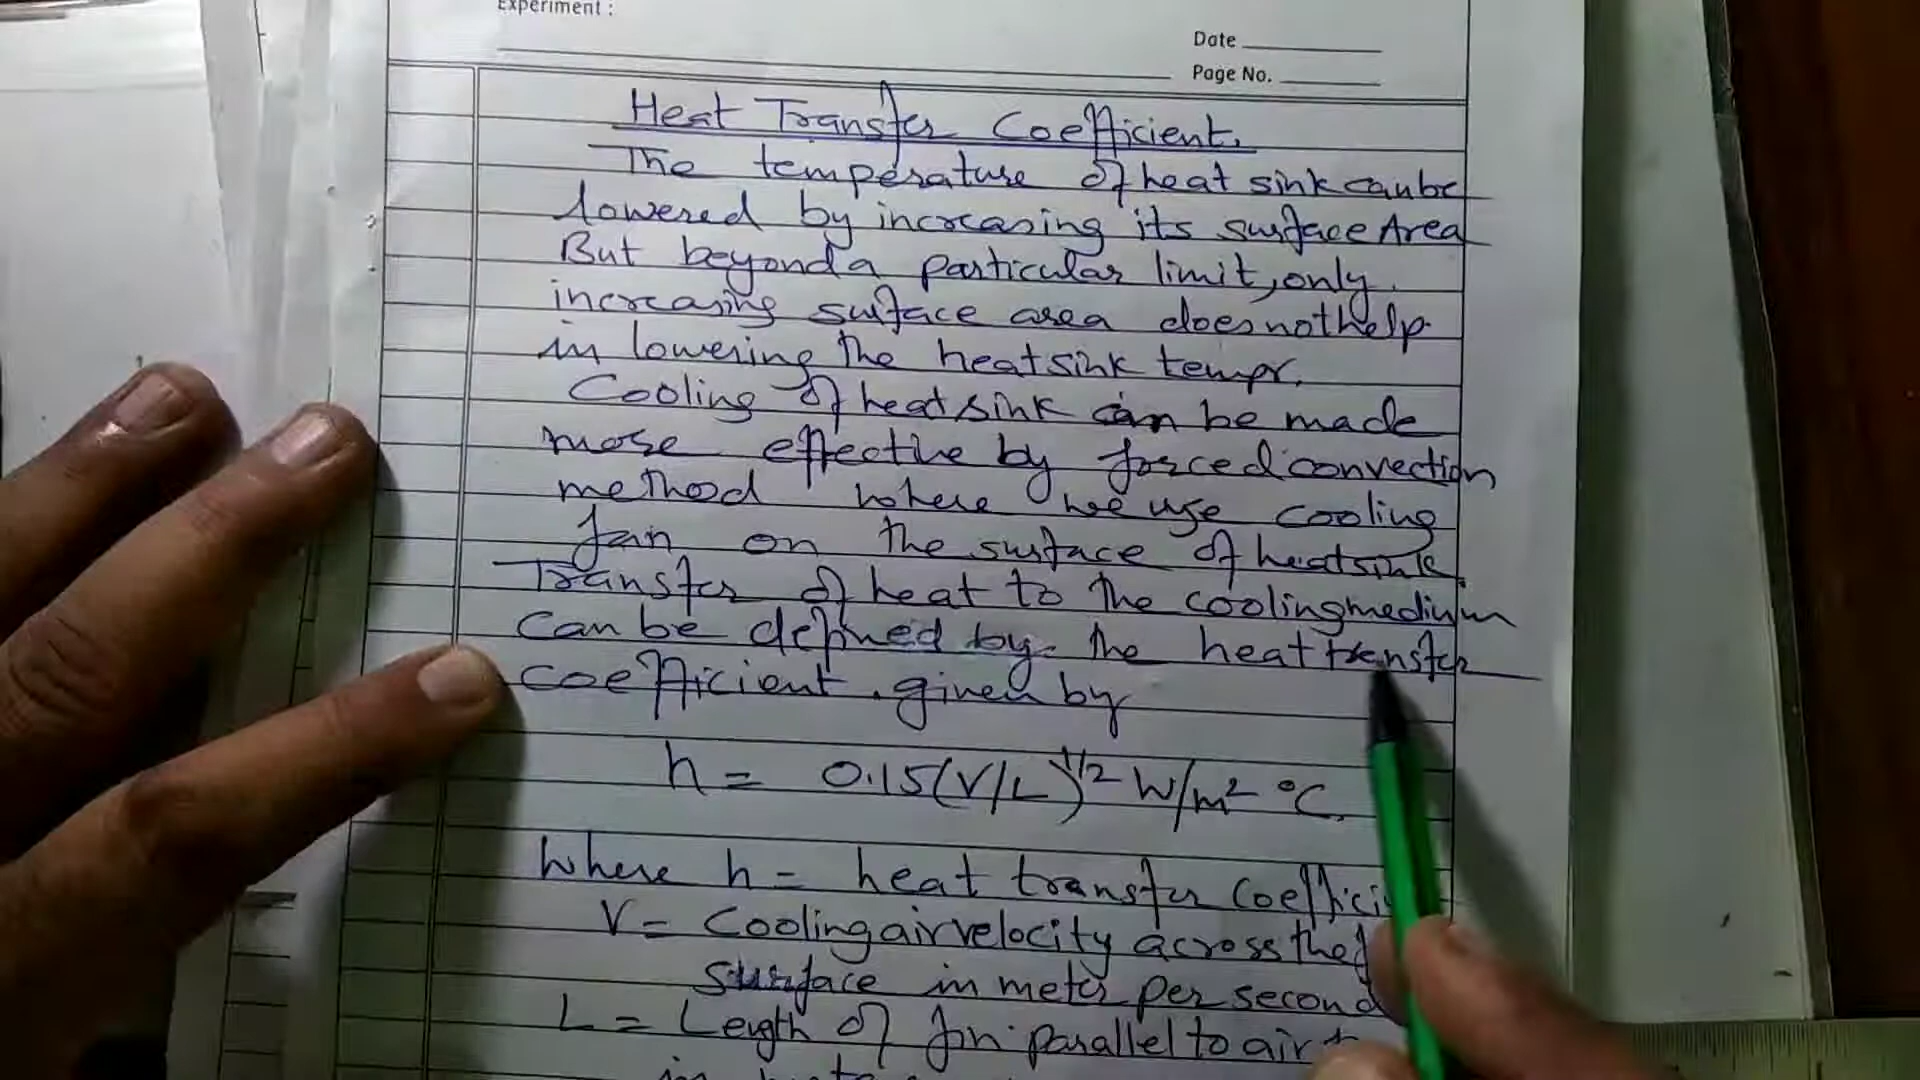 Experiment :
Date
Page No.
Heat Transfer Coefficient.
The temperature of heat sink can be
lowered by increasing its surface Area
But beyond a particular limit, only
increasing surface area does not help
in lowering the heatsink tempr.
Cooling of heatsink can be made
more effective by forced convection
method where we use cooling
fan on the surface of heatsink.
Transfer of heat to the cooling medium
can be defined by the heat transfer
coefficient given by
h = 0.15(V/L)^1/2 W/m² °C.
Where h = heat transfer Coeffici
V = Cooling air velocity across the f
surface in meter per second
L = Length of fin parallel to air
in